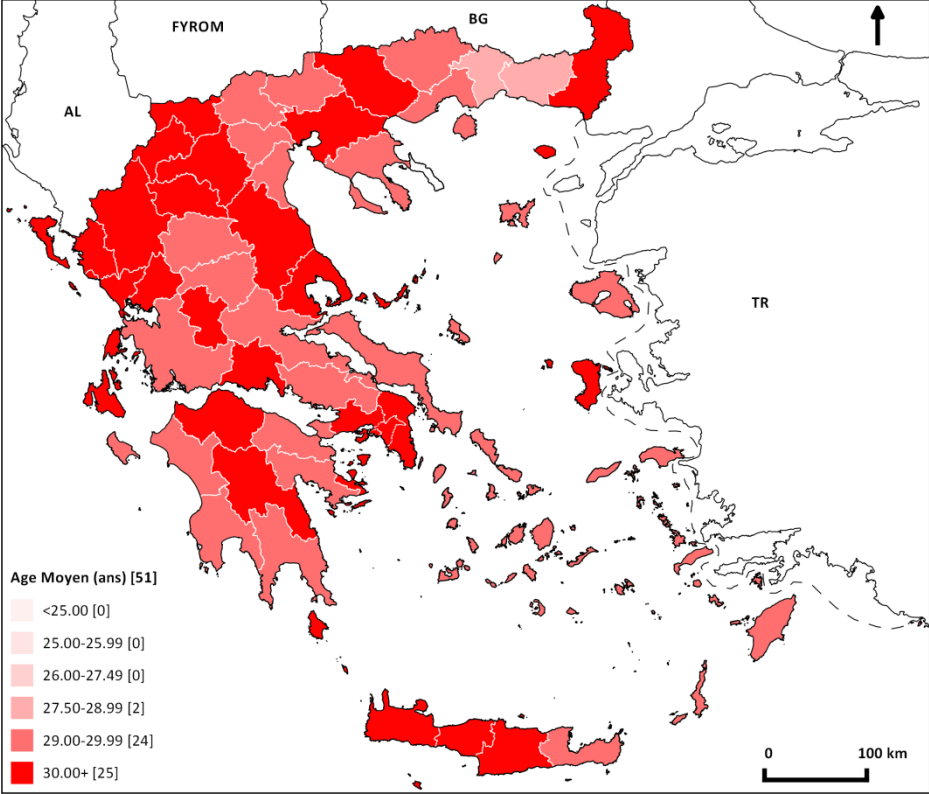 FYROM
BG
AL
TR
Age Moyen (ans) [51]
<25.00 [0]
25.00-25.99 [0]
26.00-27.49 [0]
27.50-28.99 [2]
29.00-29.99 [24]
30.00+ [25]
0 100 km